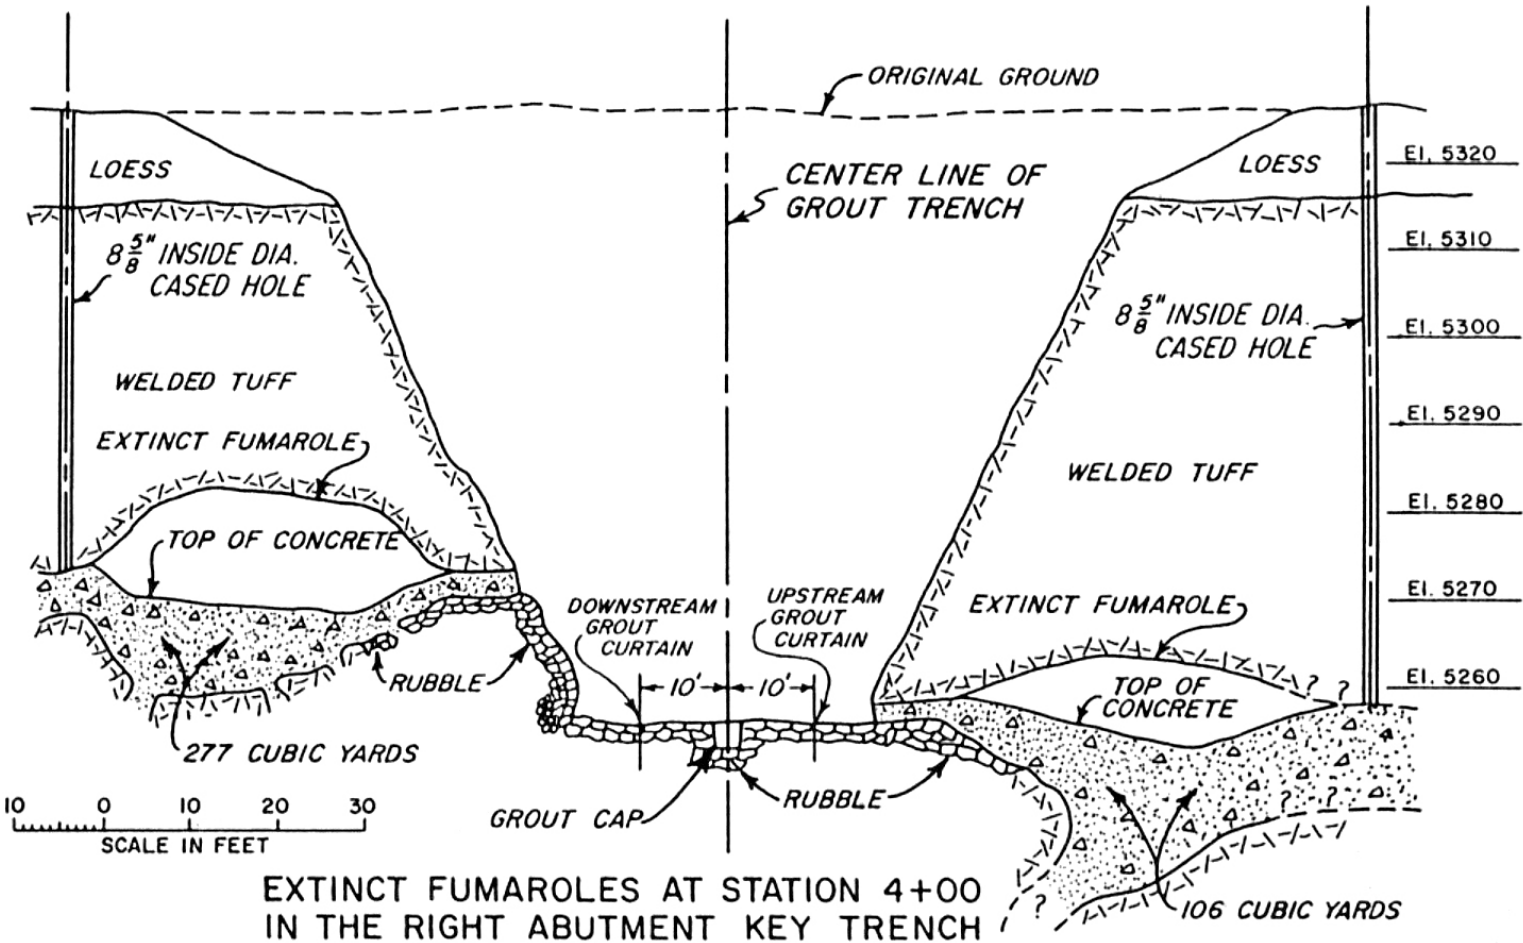 ORIGINAL GROUND
LOESS
CENTER LINE OF
GROUT TRENCH
LOESS
El. 5320
8 5/8" INSIDE DIA.
CASED HOLE
El. 5310
8 5/8" INSIDE DIA.
CASED HOLE
El. 5300
WELDED TUFF
El. 5290
EXTINCT FUMAROLE
WELDED TUFF
El. 5280
TOP OF CONCRETE
El. 5270
DOWNSTREAM
GROUT
CURTAIN
UPSTREAM
GROUT
CURTAIN
EXTINCT FUMAROLE
RUBBLE
10'
10'
TOP OF
CONCRETE
? ?
El. 5260
277 CUBIC YARDS
RUBBLE
? ?
GROUT CAP
10 0 10 20 30
SCALE IN FEET
EXTINCT FUMAROLES AT STATION 4+00
IN THE RIGHT ABUTMENT KEY TRENCH
?
?
106 CUBIC YARDS